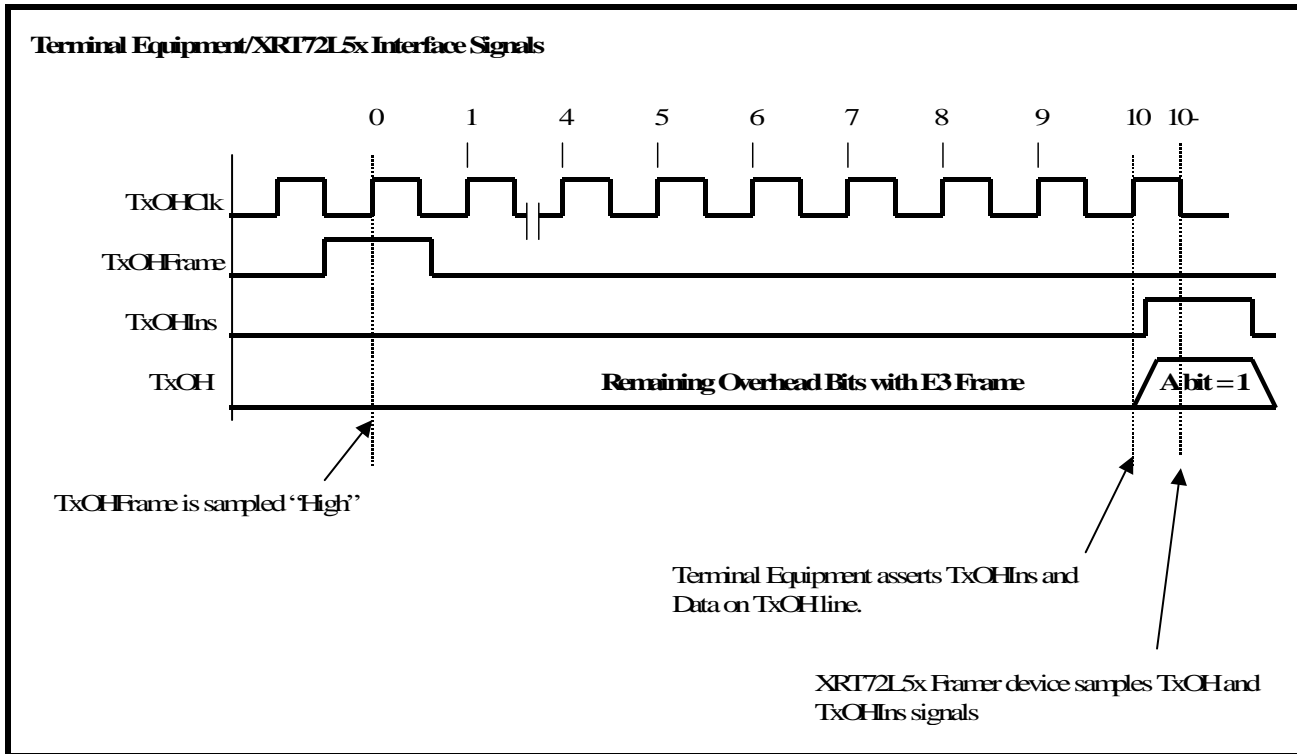 Terminal Equipment/XRT72L5x Interface Signals
0 1 4 5 6 7 8 9 10 10-
TxOHClk
TxOHFrame
TxOHIns
TxOH
Remaining Overhead Bits with E3 Frame
A bit = 1
TxOHFrame is sampled “High”
Terminal Equipment asserts TxOHIns and
Data on TxOH line.
XRT72L5x Framer device samples TxOH and
TxOHIns signals